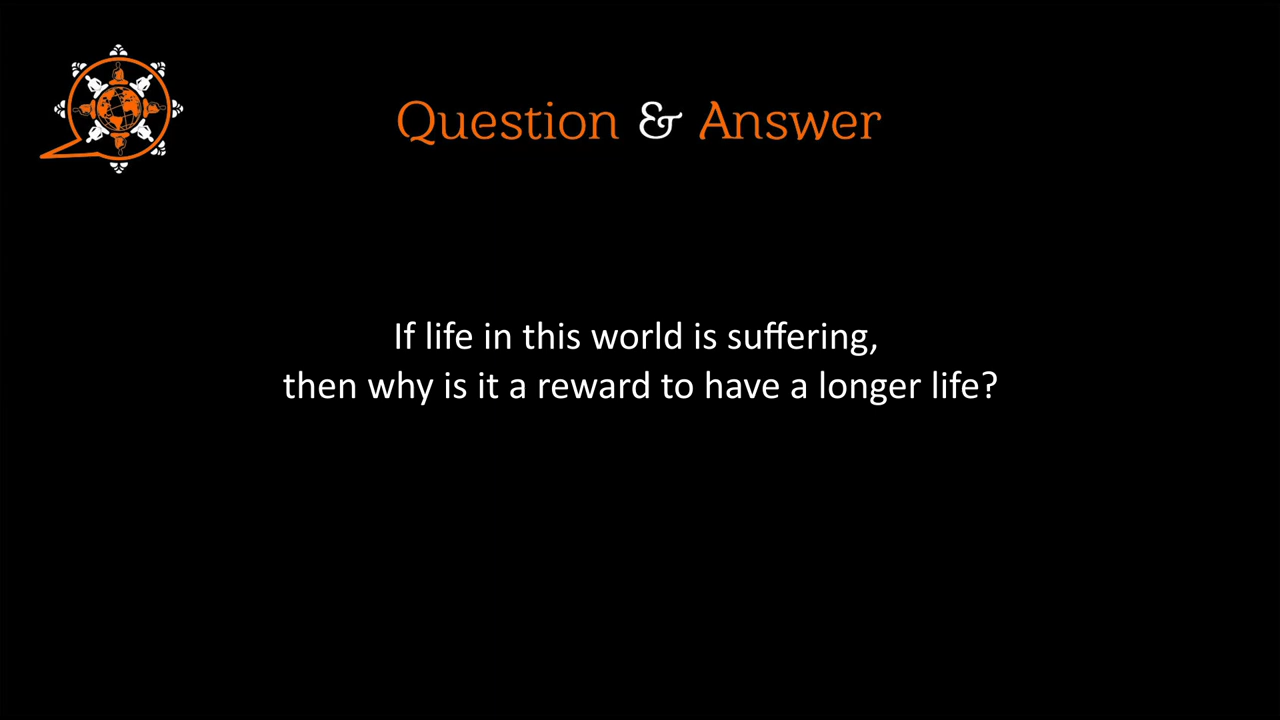 Question & Answer
If life in this world is suffering,
then why is it a reward to have a longer life?